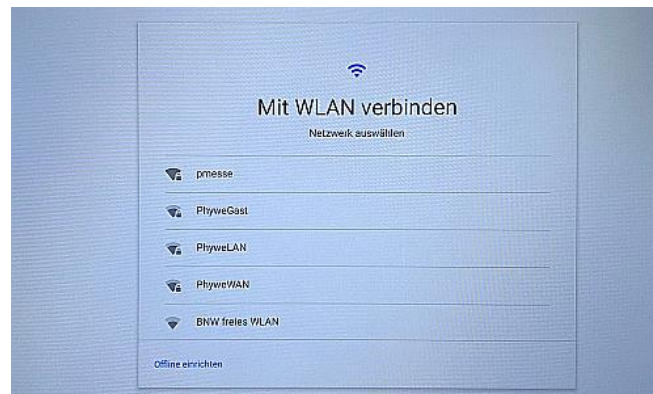 Mit WLAN verbinden
Netzwerk auswählen
pmesse
PhyweGast
PhyweLAN
PhyweWAN
BNW freies WLAN
Offline einrichten